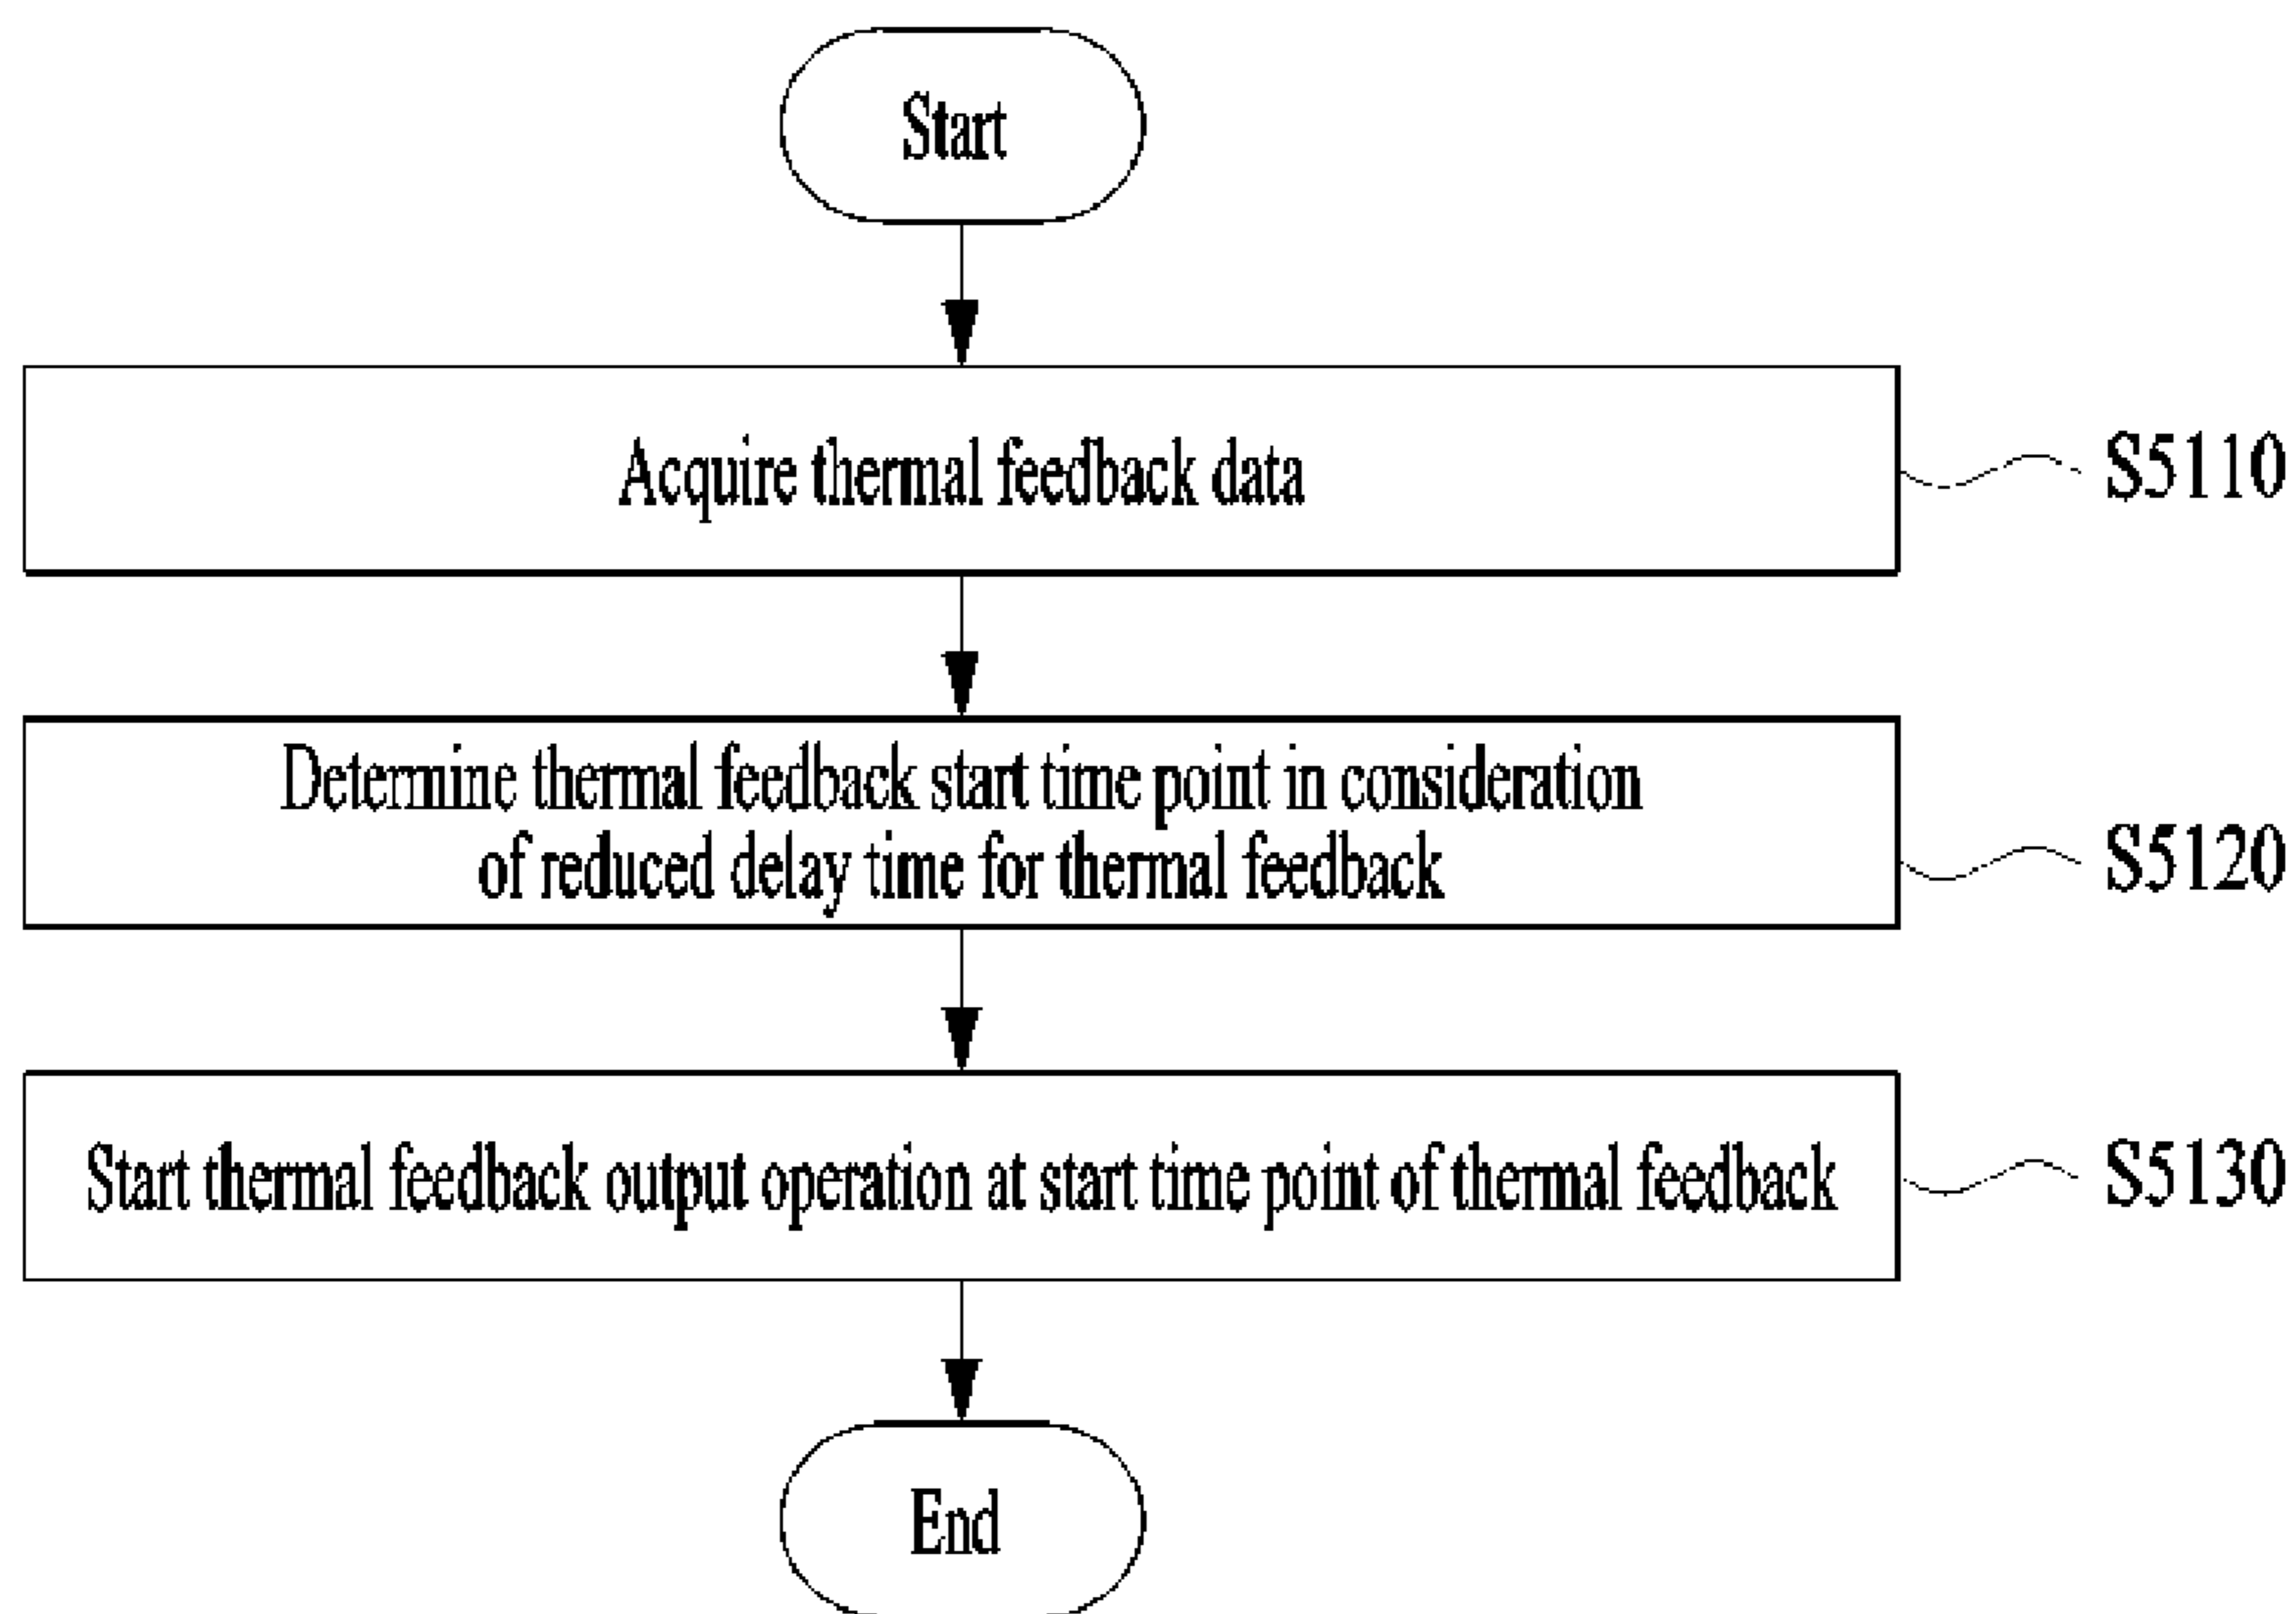 Start
Acquire thermal feedback data
S5110
Determine thermal feedback start time point in consideration
of reduced delay time for thermal feedback
S5120
Start thermal feedback output operation at start time point of thermal feedback
S5130
End